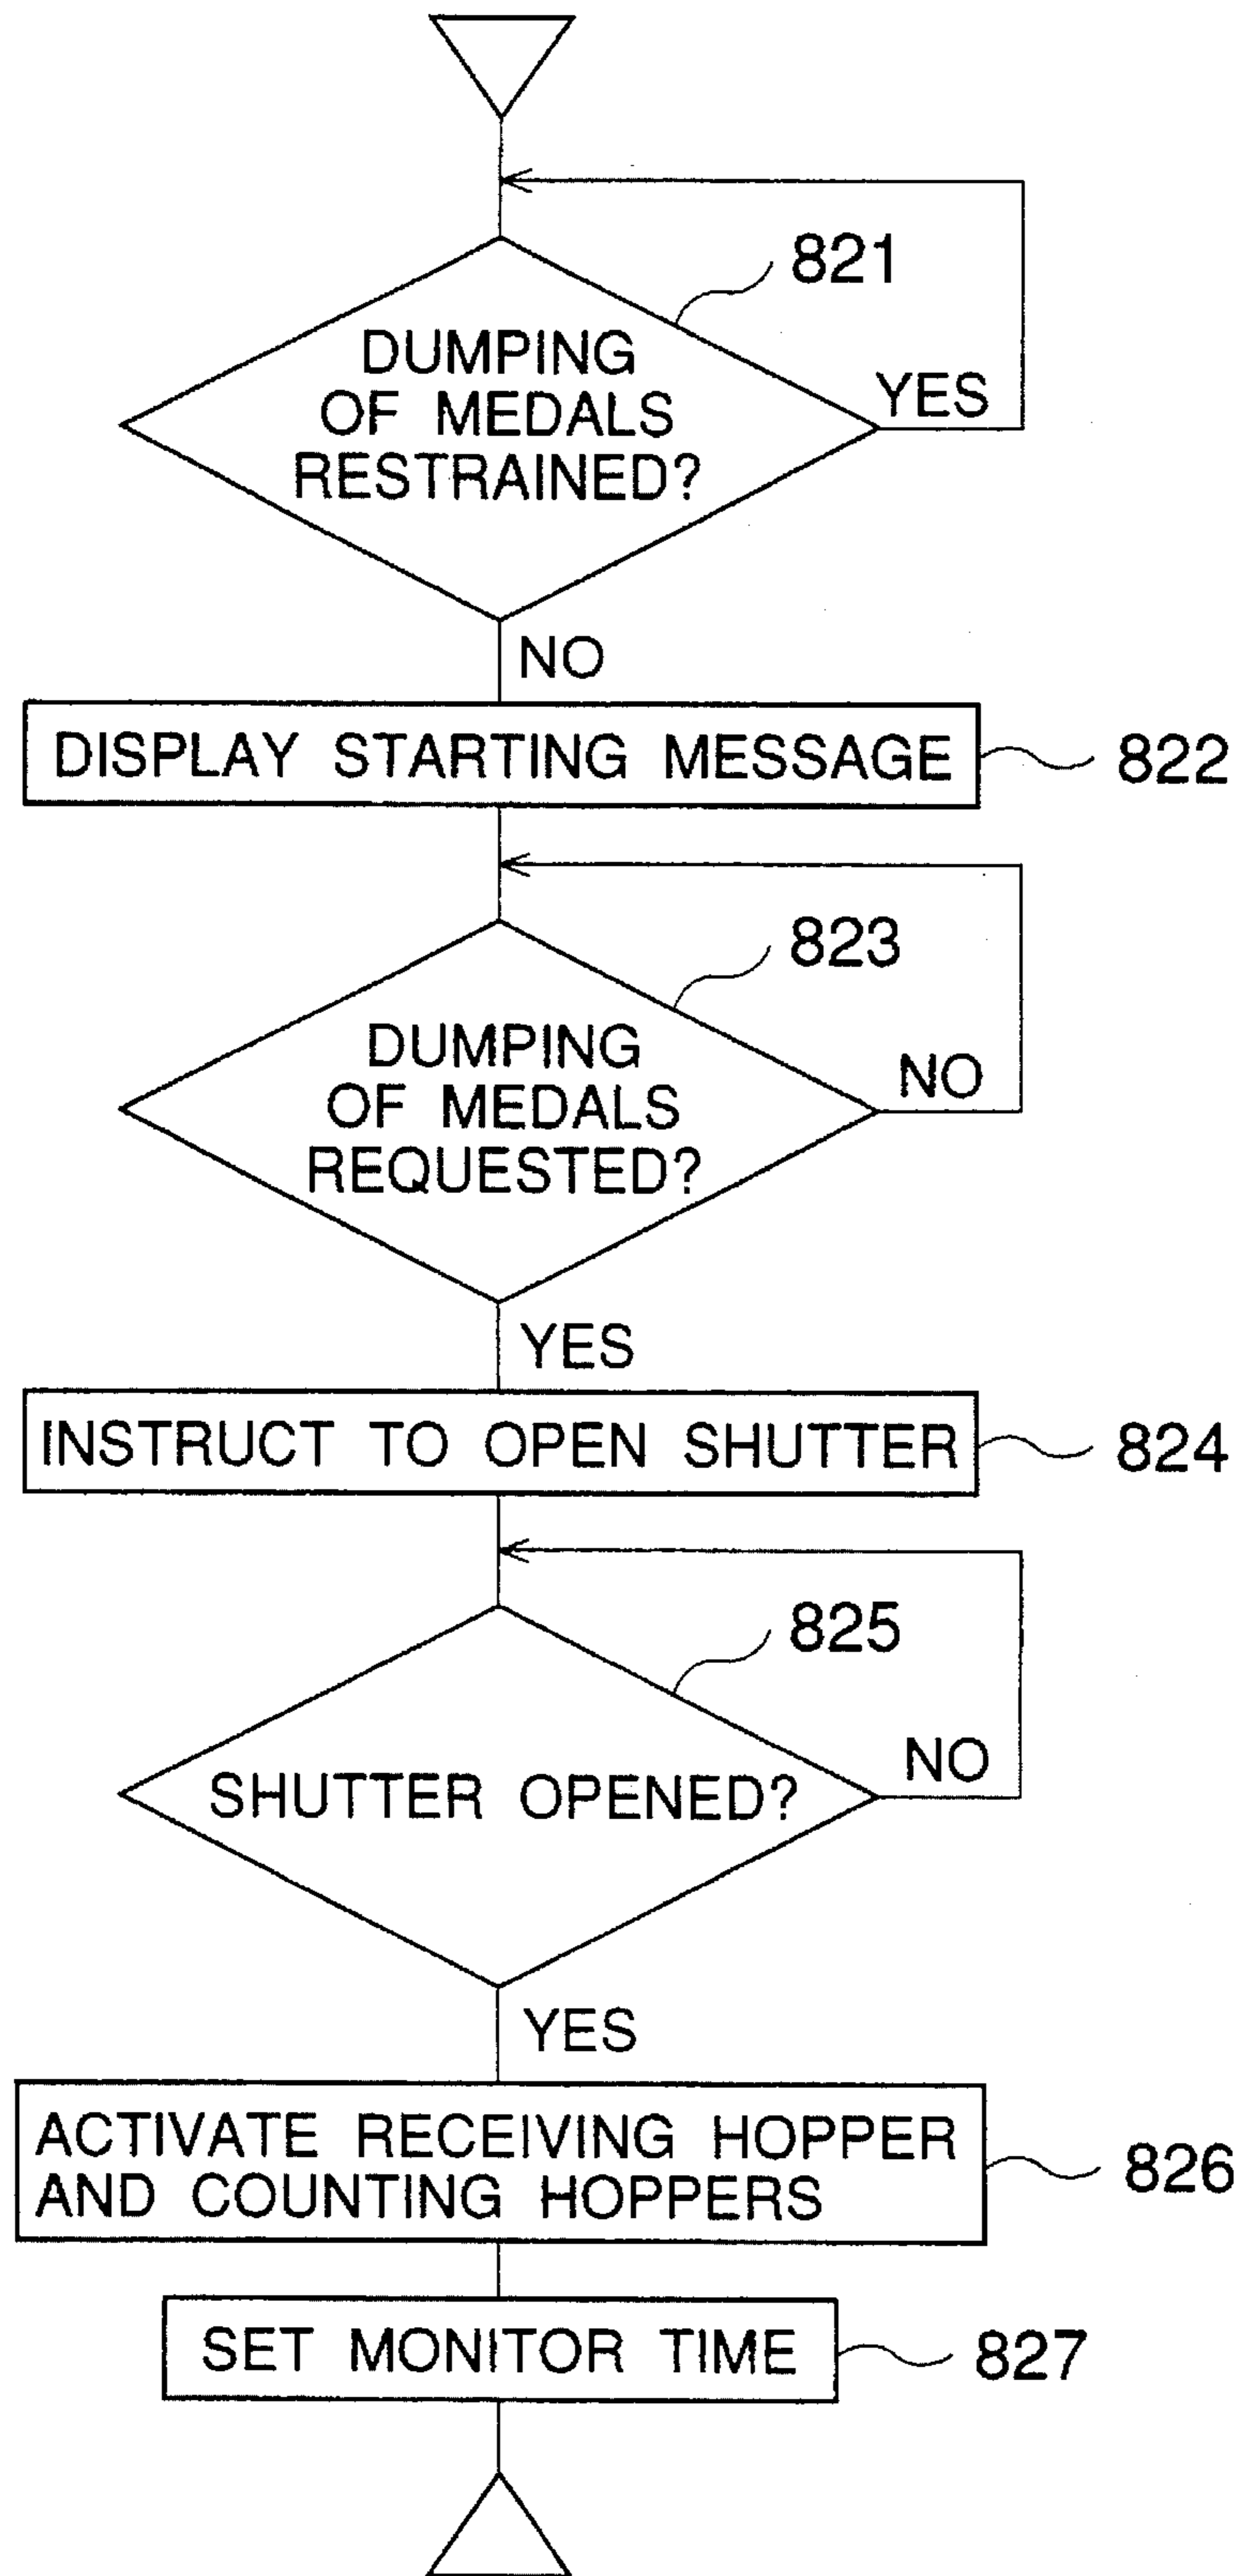 821
DUMPING
OF MEDALS
RESTRAINED?
YES
NO
DISPLAY STARTING MESSAGE
822
823
DUMPING
OF MEDALS
REQUESTED?
NO
YES
INSTRUCT TO OPEN SHUTTER
824
825
SHUTTER OPENED?
NO
YES
ACTIVATE RECEIVING HOPPER
AND COUNTING HOPPERS
826
SET MONITOR TIME
827